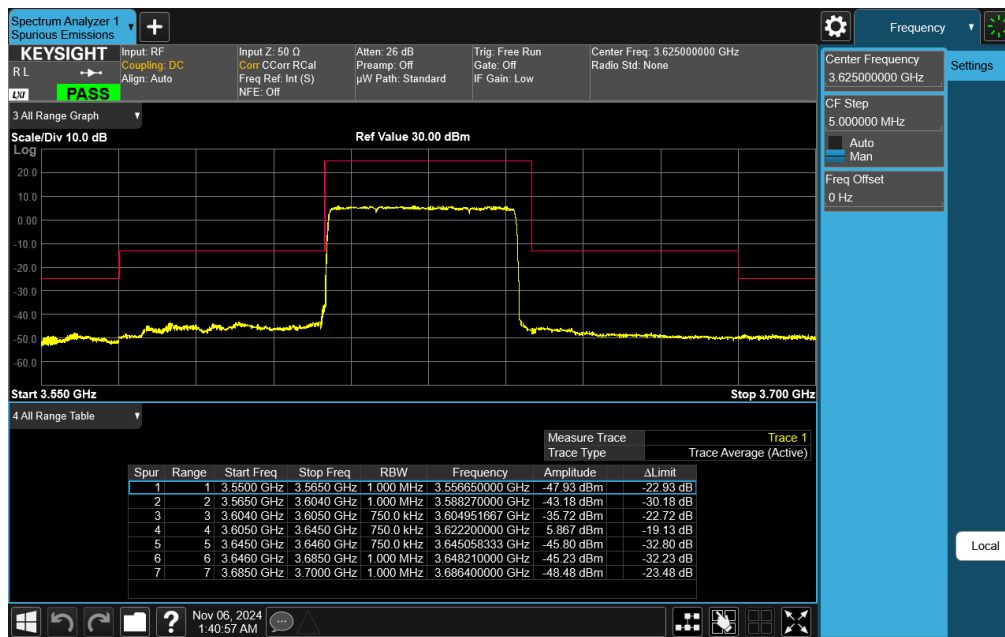 Spectrum Analyzer 1
Spurious Emissions
Frequency
KEYSIGHT
R L
LXI
PASS
Input: RF
Coupling: DC
Align: Auto
Input Z: 50 Ω
Corr CCorr RCal
Freq Ref: Int (S)
NFE: Off
Atten: 26 dB
Preamp: Off
µW Path: Standard
Trig: Free Run
Gate: Off
IF Gain: Low
Center Freq: 3.625000000 GHz
Radio Std: None
Center Frequency
3.625000000 GHz
Settings
CF Step
5.000000 MHz
Auto
Man
Freq Offset
0 Hz
Local
3 All Range Graph
Scale/Div 10.0 dB
Ref Value 30.00 dBm
Log
20.0
10.0
0.00
-10.0
-20.0
-30.0
-40.0
-50.0
-60.0
Start 3.550 GHz
Stop 3.700 GHz
4 All Range Table
Measure Trace Trace 1
Trace Type Trace Average (Active)
Spur Range Start Freq Stop Freq RBW Frequency Amplitude ΔLimit
1 1 3.5500 GHz 3.5650 GHz 1.000 MHz 3.556650000 GHz -47.93 dBm -22.93 dB
2 2 3.5650 GHz 3.6040 GHz 1.000 MHz 3.588270000 GHz -43.18 dBm -30.18 dB
3 3 3.6040 GHz 3.6050 GHz 750.0 kHz 3.604951667 GHz -35.72 dBm -22.72 dB
4 4 3.6050 GHz 3.6450 GHz 750.0 kHz 3.622200000 GHz 5.867 dBm -19.13 dB
5 5 3.6450 GHz 3.6460 GHz 750.0 kHz 3.645058333 GHz -45.80 dBm -32.80 dB
6 6 3.6460 GHz 3.6850 GHz 1.000 MHz 3.648210000 GHz -45.23 dBm -32.23 dB
7 7 3.6850 GHz 3.7000 GHz 1.000 MHz 3.686400000 GHz -48.48 dBm -23.48 dB
?
Nov 06, 2024
1:40:57 AM